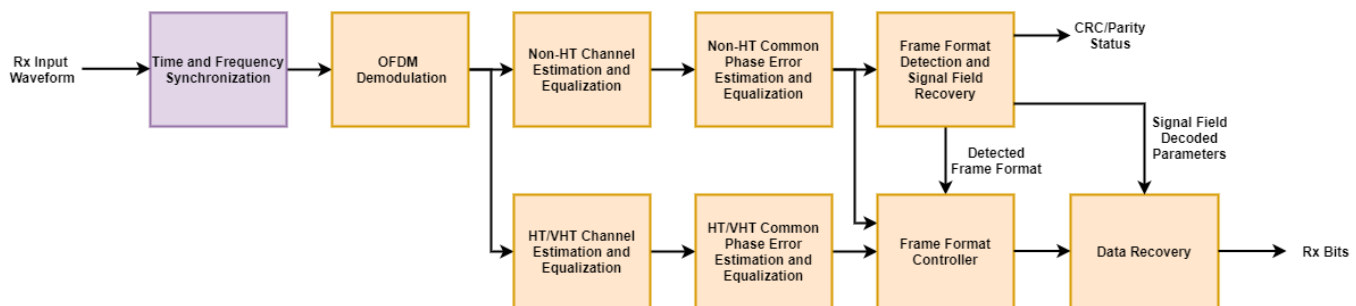 Rx Input
Waveform
Time and Frequency
Synchronization
OFDM
Demodulation
Non-HT Channel
Estimation and
Equalization
Non-HT Common
Phase Error
Estimation and
Equalization
Frame Format
Detection and
Signal Field
Recovery
CRC/Parity
Status
Signal Field
Decoded
Parameters
Detected
Frame Format
HT/VHT Channel
Estimation and
Equalization
HT/VHT Common
Phase Error
Estimation and
Equalization
Frame Format
Controller
Data Recovery
Rx Bits